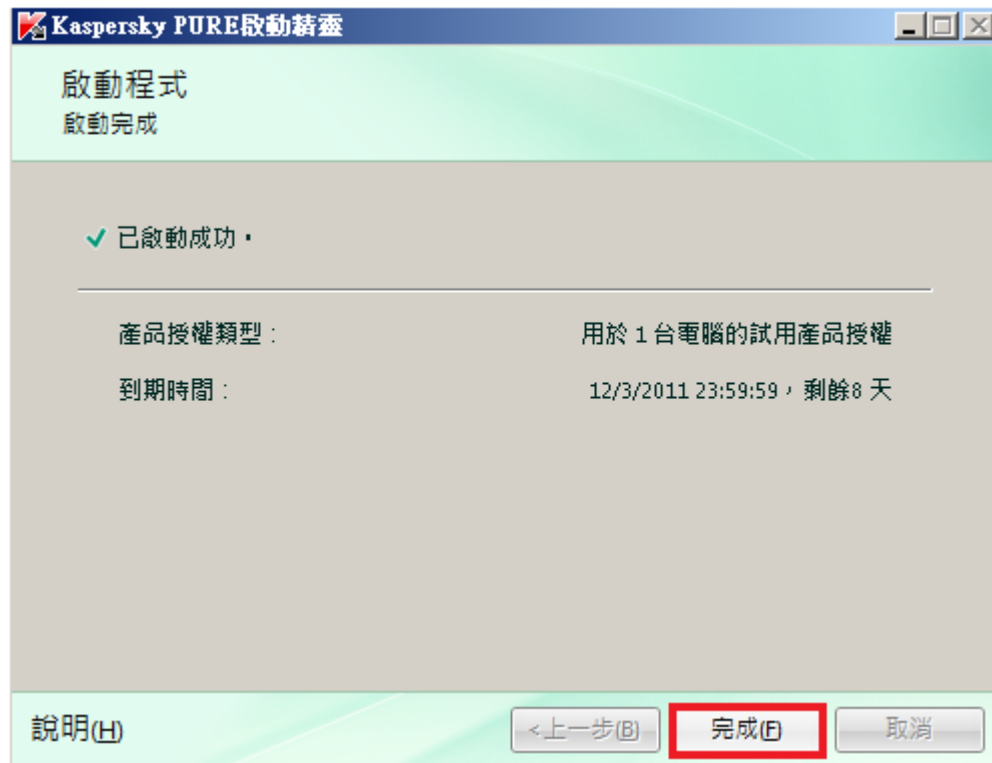 Kaspersky PURE啟動精靈
啟動程式
啟動完成
已啟動成功。
產品授權類型： 用於 1 台電腦的試用產品授權
到期時間： 12/3/2011 23:59:59，剩餘8 天
說明(H) <上一步(B) 完成(F) 取消